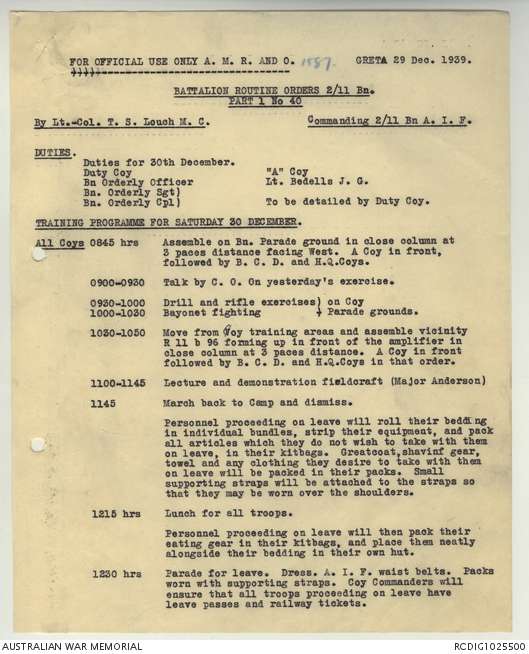 FOR OFFICIAL USE ONLY A. M. R. AND O. 1587. GRETA 29 Dec. 1939.
BATTALION ROUTINE ORDERS 2/11 Bn.
PART 1 No 40
By Lt.-Col. T. S. Louch M. C. Commanding 2/11 Bn A. I. F.
DUTIES.
Duties for 30th December.
Duty Coy "A" Coy
Bn Orderly Officer Lt. Bedells J. G.
Bn. Orderly Sgt)
Bn. Orderly Cpl) To be detailed by Duty Coy.
TRAINING PROGRAMME FOR SATURDAY 30 DECEMBER.
All Coys 0845 hrs Assemble on Bn. Parade ground in close column at
3 paces distance facing West. A Coy in front,
followed by B. C. D. and H.Q.Coys.
0900-0930 Talk by C. O. On yesterday's exercise.
0930-1000 Drill and rifle exercises) on Coy
1000-1030 Bayonet fighting ) Parade grounds.
1030-1050 Move from Coy training areas and assemble vicinity
R 11 b 96 forming up in front of the amplifier in
close column at 3 paces distance. A Coy in front
followed by B. C. D. and H.Q.Coys in that order.
1100-1145 Lecture and demonstration fieldcraft (Major Anderson)
1145 March back to Camp and dismiss.
Personnel proceeding on leave will roll their bedding
in individual bundles, strip their equipment, and pack
all articles which they do not wish to take with them
on leave, in their kitbags. Greatcoat,shavinf gear,
towel and any clothing they desire to take with them
on leave will be packed in their packs. Small
supporting straps will be attached to the straps so
that they may be worn over the shoulders.
1215 hrs Lunch for all troops.
Personnel proceeding on leave will then pack their
eating gear in their kitbags, and place them neatly
alongside their bedding in their own hut.
1230 hrs Parade for leave. Dress. A. I. F. waist belts. Packs
worn with supporting straps. Coy Commanders will
ensure that all troops proceeding on leave have
leave passes and railway tickets.
AUSTRALIAN WAR MEMORIAL RCDIG1025500